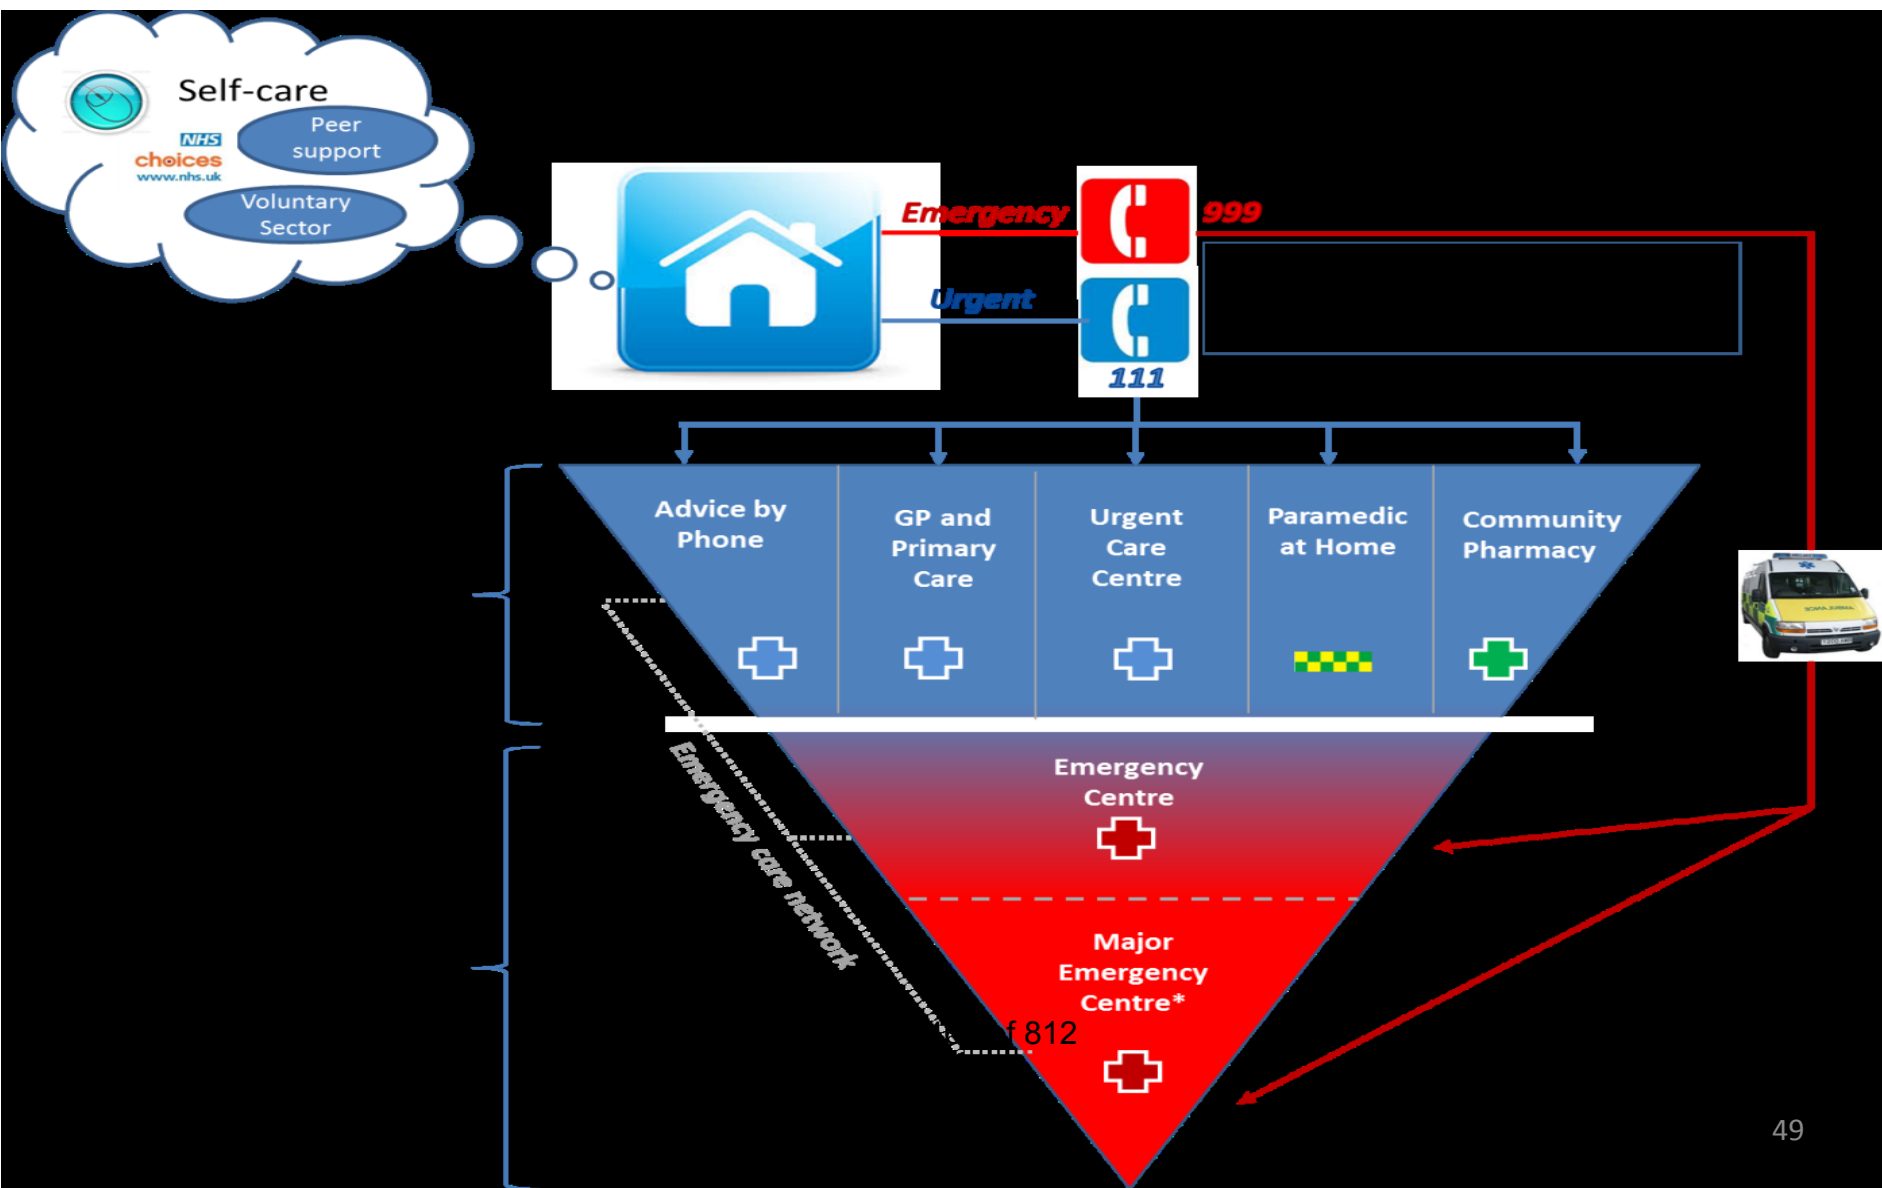 Self-care
Peer
support
NHS
choices
www.nhs.uk
Voluntary
Sector
Emergency
999
Urgent
111
Advice by
Phone
GP and
Primary
Care
Urgent
Care
Centre
Paramedic
at Home
Community
Pharmacy
Emergency care network
Emergency
Centre
Major
Emergency
Centre*
f 812
49